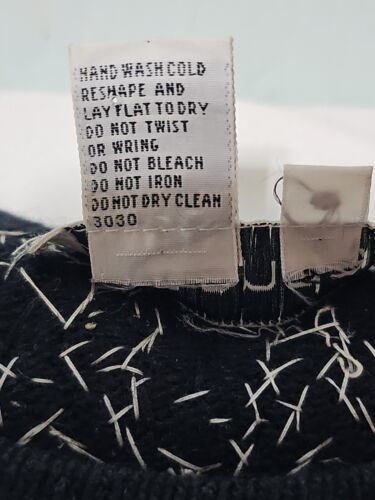 HAND WASH COLD
RESHAPE AND
LAY FLAT TO DRY
DO NOT TWIST
OR WRING
DO NOT BLEACH
DO NOT IRON
DO NOT DRY CLEAN
3030